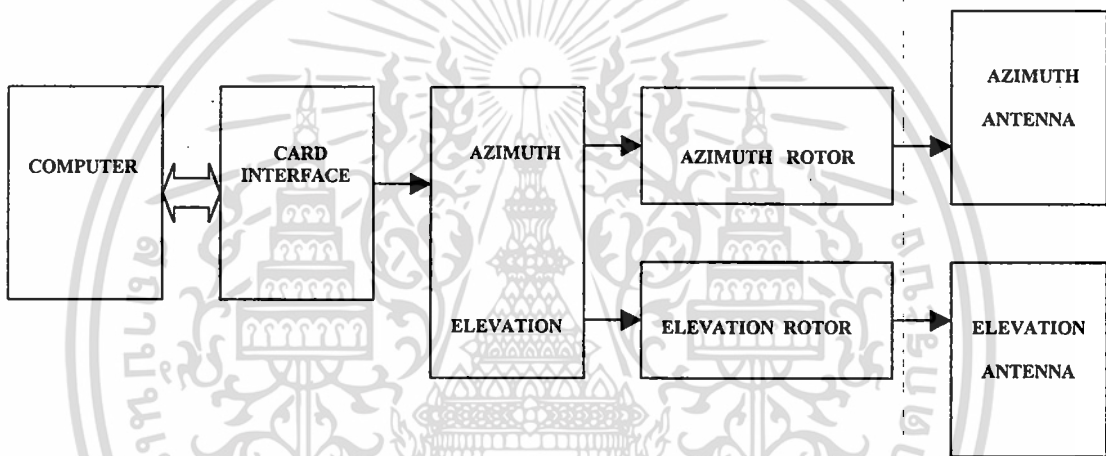 COMPUTER
CARD
INTERFACE
AZIMUTH
ELEVATION
AZIMUTH ROTOR
ELEVATION ROTOR
AZIMUTH
ANTENNA
ELEVATION
ANTENNA